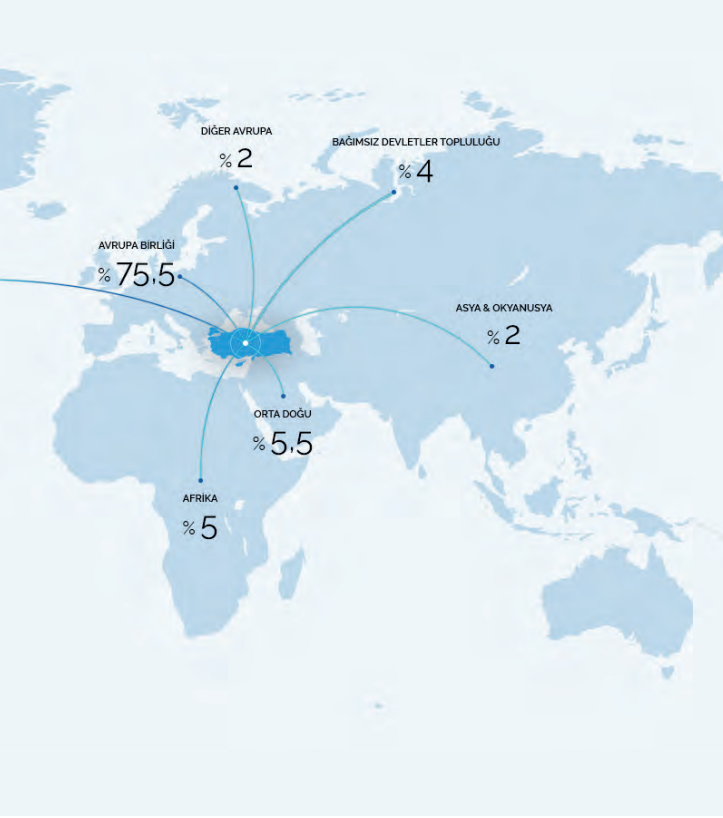 DİĞER AVRUPA
% 2
BAĞIMSIZ DEVLETLER TOPLULUĞU
% 4
AVRUPA BİRLİĞİ
% 75,5
ASYA & OKYANUSYA
% 2
ORTA DOĞU
% 5,5
AFRİKA
% 5